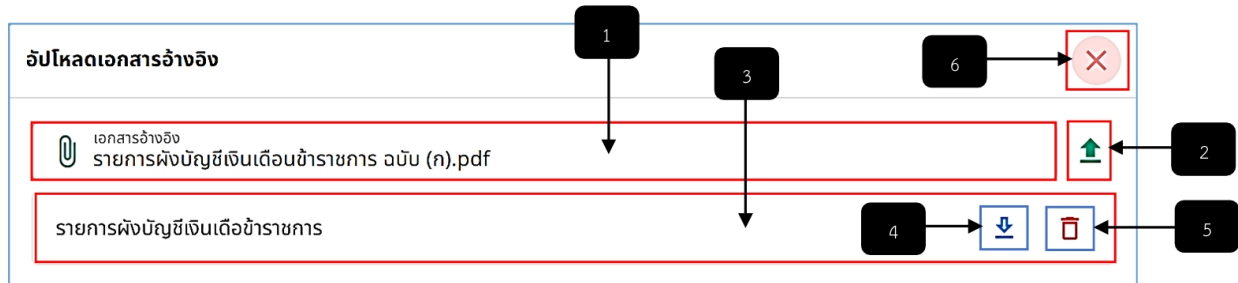 1
อัปโหลดเอกสารอ้างอิง
6
3
เอกสารอ้างอิง
รายการผังบัญชีเงินเดือนข้าราชการ ฉบับ (ก).pdf
2
รายการผังบัญชีเงินเดือข้าราชการ
4
5